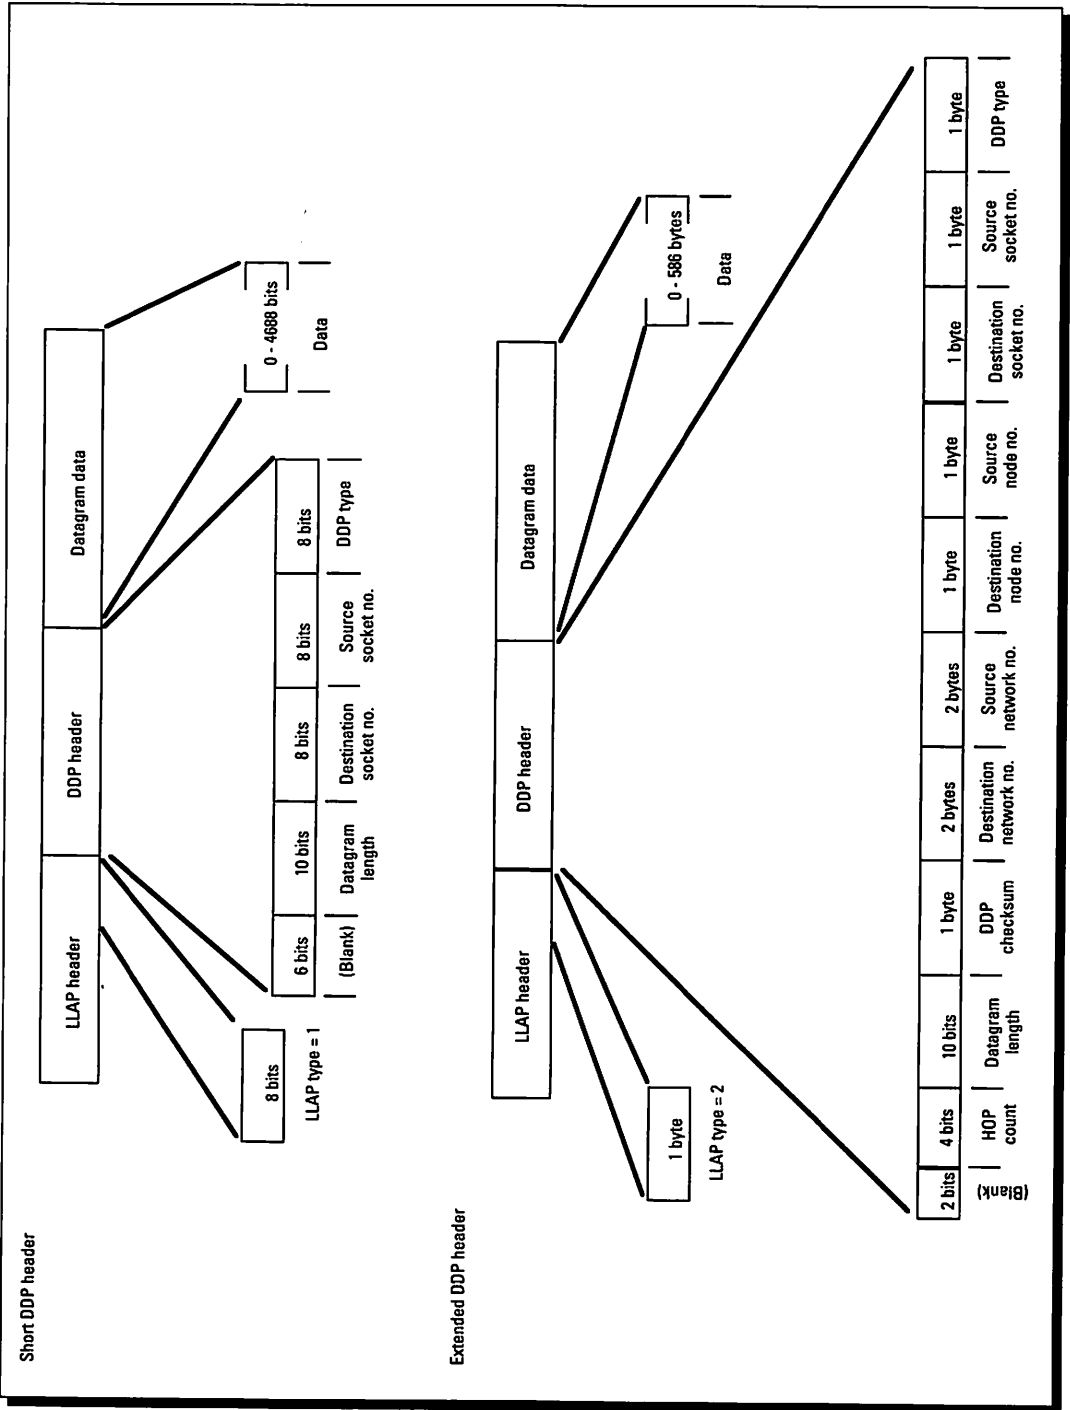 Short DDP header
LLAP header
DDP header
Datagram data
8 bits
LLAP type = 1
6 bits
10 bits
8 bits
8 bits
8 bits
(Blank)
Datagram
length
Destination
socket no.
Source
socket no.
DDP type
0 - 4688 bits
Data
Extended DDP header
LLAP header
DDP header
Datagram data
1 byte
LLAP type = 2
0 - 586 bytes
Data
2 bits
4 bits
10 bits
1 byte
2 bytes
2 bytes
1 byte
1 byte
1 byte
1 byte
1 byte
(Blank)
HOP
count
Datagram
length
DDP
checksum
Destination
network no.
Source
network no.
Destination
node no.
Source
node no.
Destination
socket no.
Source
socket no.
DDP type